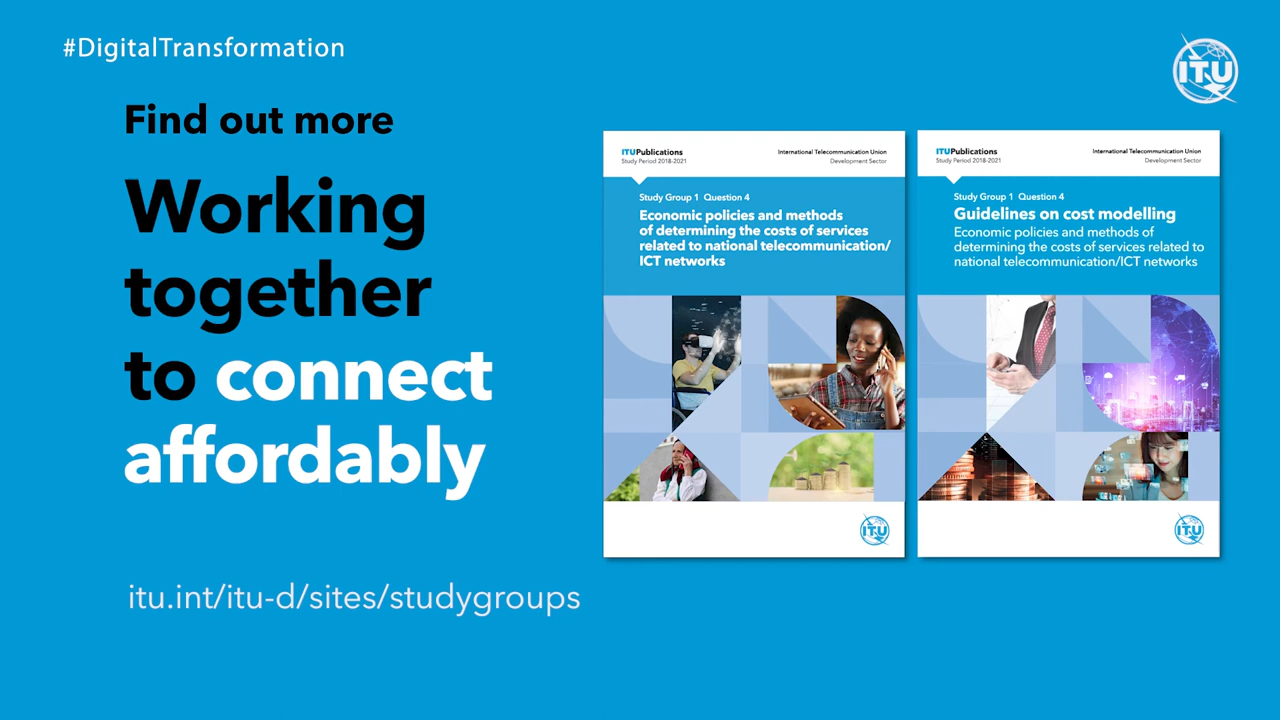 #DigitalTransformation
ITU
Find out more
Working
together
to connect
affordably
itu.int/itu-d/sites/studygroups
ITUPublications
Study Period 2018-2021
International Telecommunication Union
Development Sector
Study Group 1 Question 4
Economic policies and methods
of determining the costs of services
related to national telecommunication/
ICT networks
ITU
ITUPublications
Study Period 2018-2021
International Telecommunication Union
Development Sector
Study Group 1 Question 4
Guidelines on cost modelling
Economic policies and methods of
determining the costs of services related to
national telecommunication/ICT networks
ITU